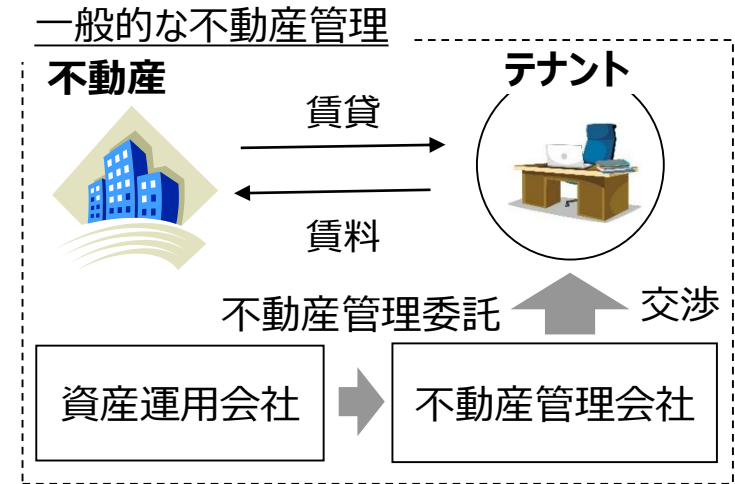 一般的な不動産管理
不動産
テナント
賃貸
賃料
不動産管理委託
交渉
資産運用会社
不動産管理会社